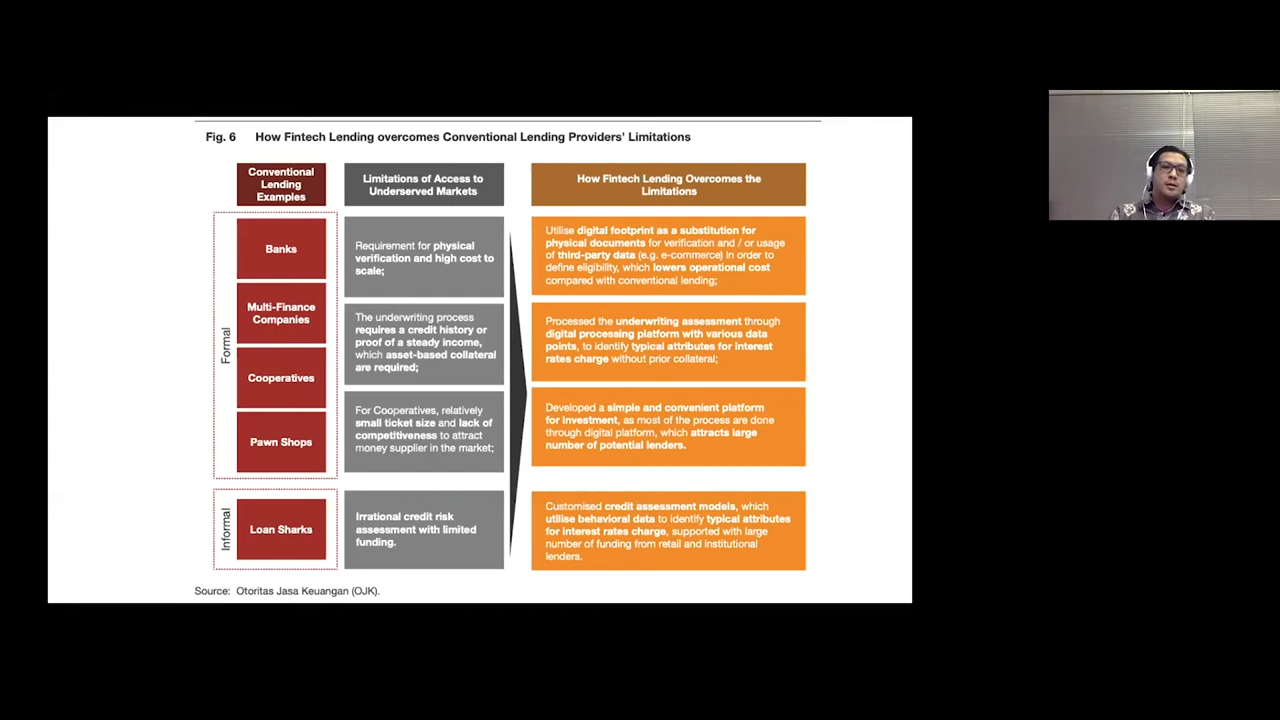 Fig. 6 How Fintech Lending overcomes Conventional Lending Providers' Limitations
Conventional
Lending
Examples
Limitations of Access to
Underserved Markets
How Fintech Lending Overcomes the
Limitations
Formal
Banks
Requirement for physical
verification and high cost to
scale;
Utilise digital footprint as a substitution for
physical documents for verification and / or usage
of third-party data (e.g. e-commerce) In order to
define eligibility, which lowers operational cost
compared with conventional lending;
Multi-Finance
Companies
The underwriting process
requires a credit history or
proof of a steady income,
which asset-based collateral
are required;
Processed the underwriting assessment through
digital processing platform with various data
points, to identify typical attributes for interest
rates charge without prior collateral;
Cooperatives
Pawn Shops
For Cooperatives, relatively
small ticket size and lack of
competitiveness to attract
money supplier in the market;
Developed a simple and convenient platform
for investment, as most of the process are done
through digital platform, which attracts large
number of potential lenders.
Informal
Loan Sharks
Irrational credit risk
assessment with limited
funding.
Customised credit assessment models, which
utilise behavioral data to identify typical attributes
for interest rates charge, supported with large
number of funding from retail and institutional
lenders.
Source: Otoritas Jasa Keuangan (OJK).